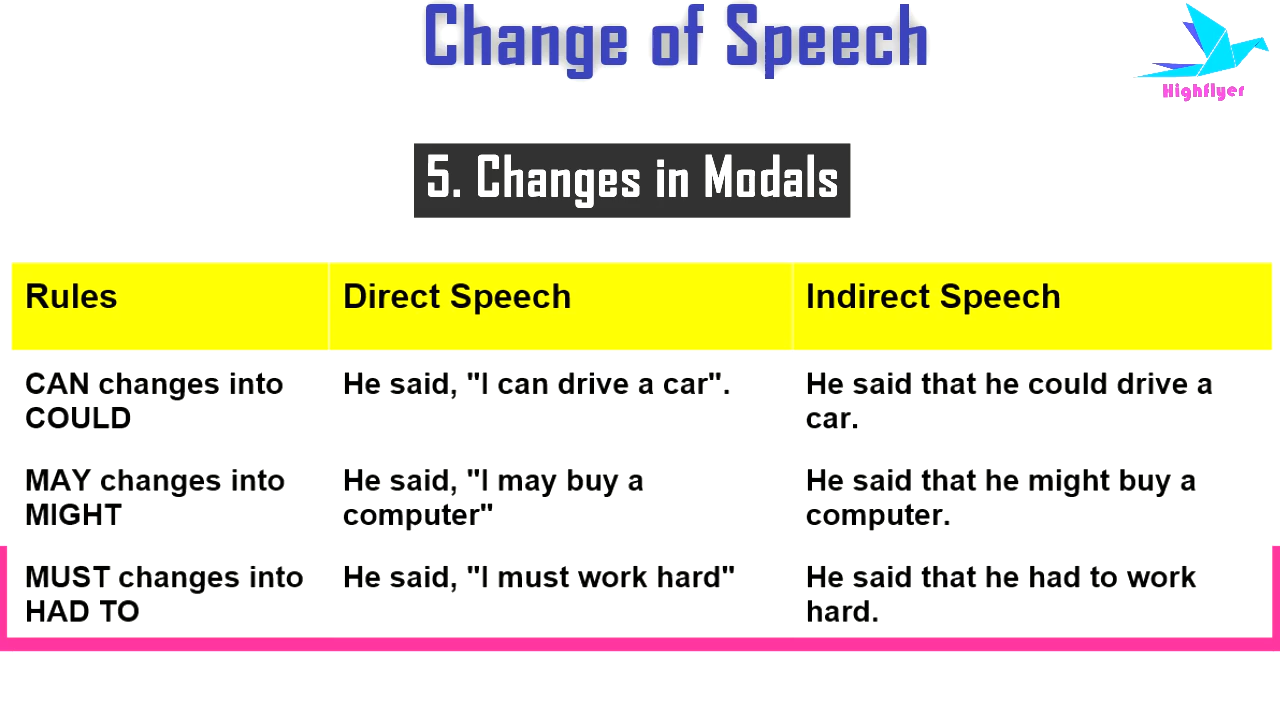 Change of Speech
Highflyer
5. Changes in Modals
Rules
Direct Speech
Indirect Speech
CAN changes into
COULD
He said, "I can drive a car".
He said that he could drive a
car.
MAY changes into
MIGHT
He said, "I may buy a
computer"
He said that he might buy a
computer.
MUST changes into
HAD TO
He said, "I must work hard"
He said that he had to work
hard.